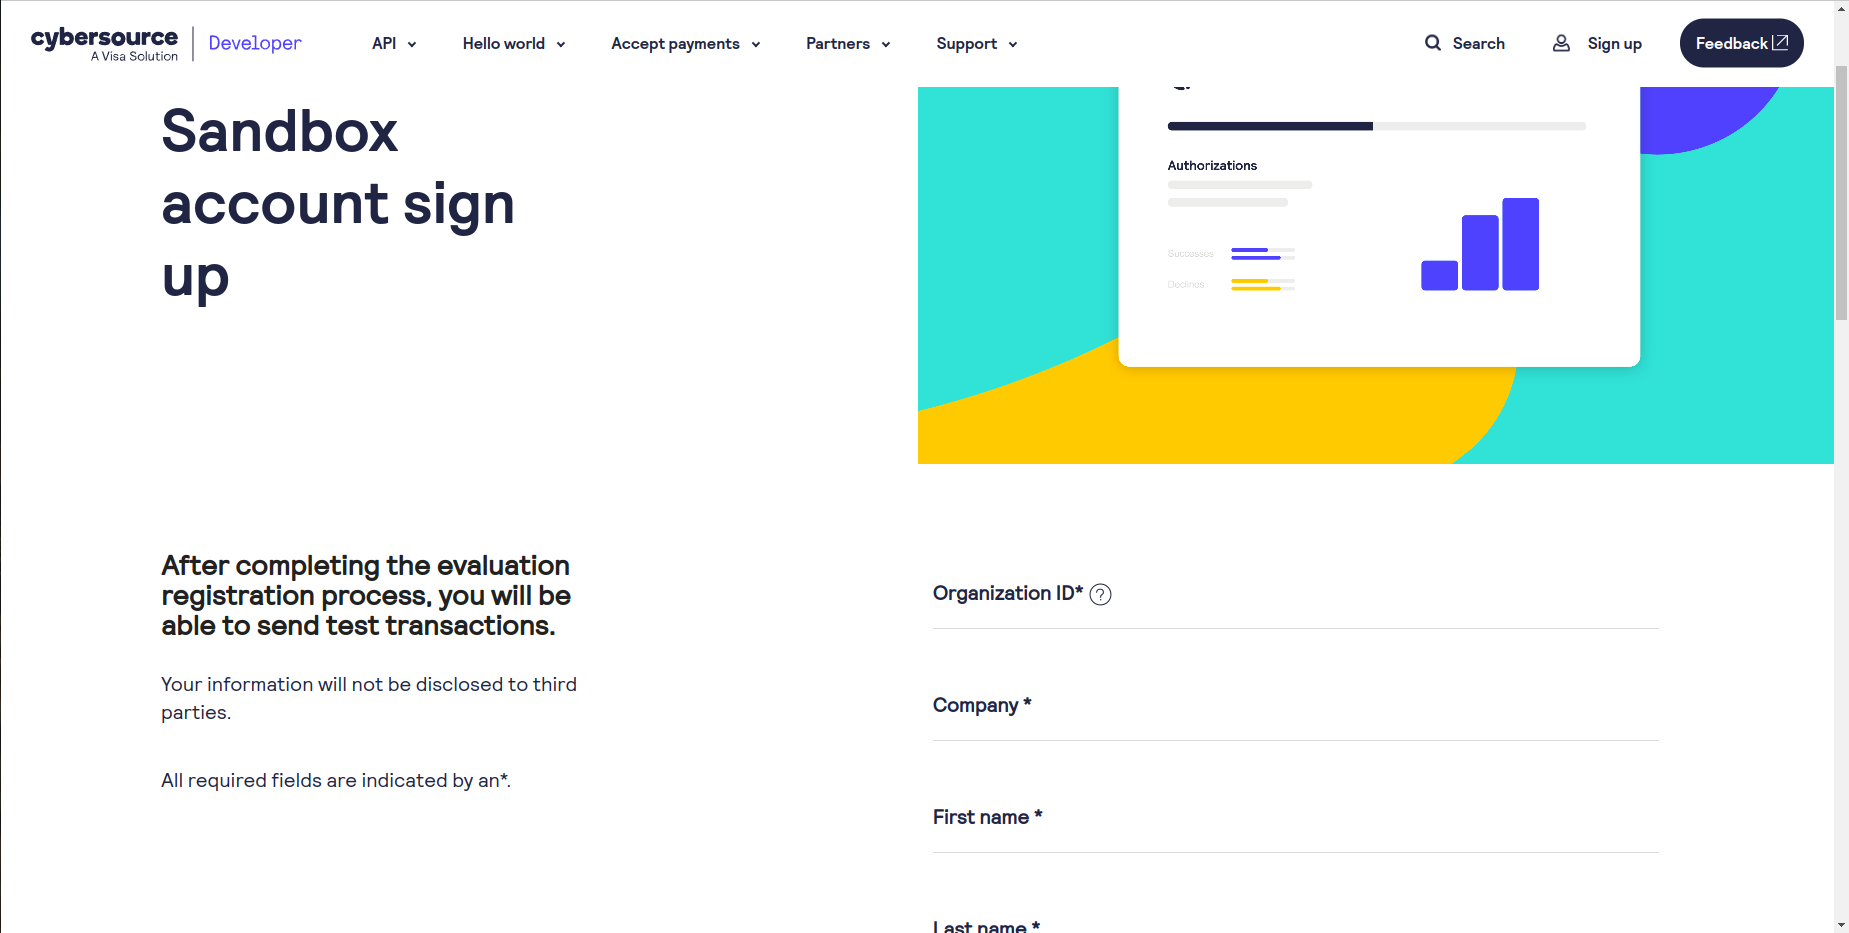 cybersource
A Visa Solution
Developer
API
Hello world
Accept payments
Partners
Support
Search
Sign up
Feedback
Sandbox
account sign
up
Authorizations
Successes
Declines
After completing the evaluation
registration process, you will be
able to send test transactions.
Your information will not be disclosed to third
parties.
All required fields are indicated by an*.
Organization ID* ?
Company *
First name *
Last name *